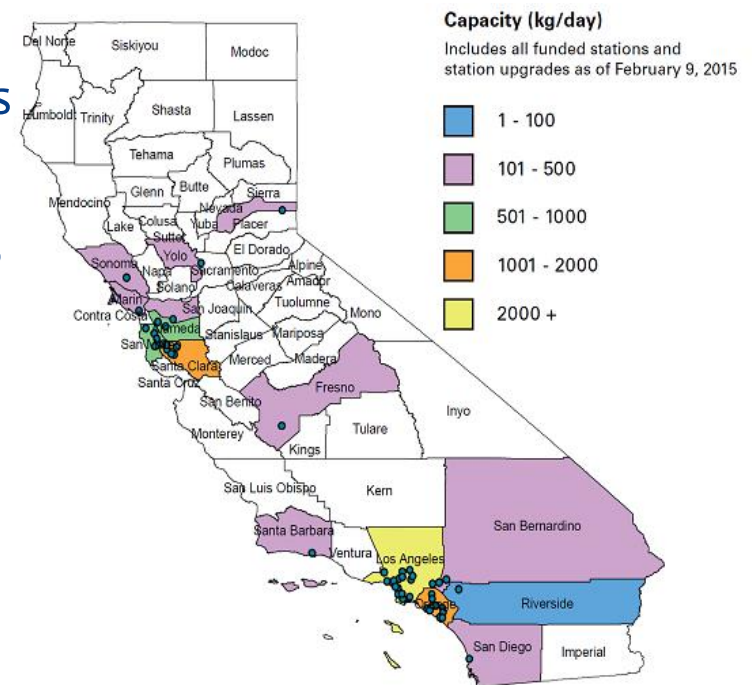 Capacity (kg/day)
Includes all funded stations and
station upgrades as of February 9, 2015
1 - 100
101 - 500
501 - 1000
1001 - 2000
2000 +
s
Del Norte
Siskiyou
Modoc
Humboldt
Trinity
Shasta
Lassen
Tehama
Plumas
Glenn
Butte
Sierra
Mendocino
Nevada
Lake
Colusa
Yuba
Placer
Sutter
El Dorado
Sonoma
Yolo
Napa
Sacramento
Alpine
Solano
Calaveras
Amador
Marin
San Joaquin
Tuolumne
Mono
Contra Costa
Alameda
Stanislaus
Mariposa
San
Santa Clara
Merced
Madera
Santa Cruz
Fresno
San Benito
Inyo
Monterey
Tulare
Kings
San Luis Obispo
Kern
San Bernardino
Santa Barbara
Ventura
Los Angeles
Orange
Riverside
San Diego
Imperial